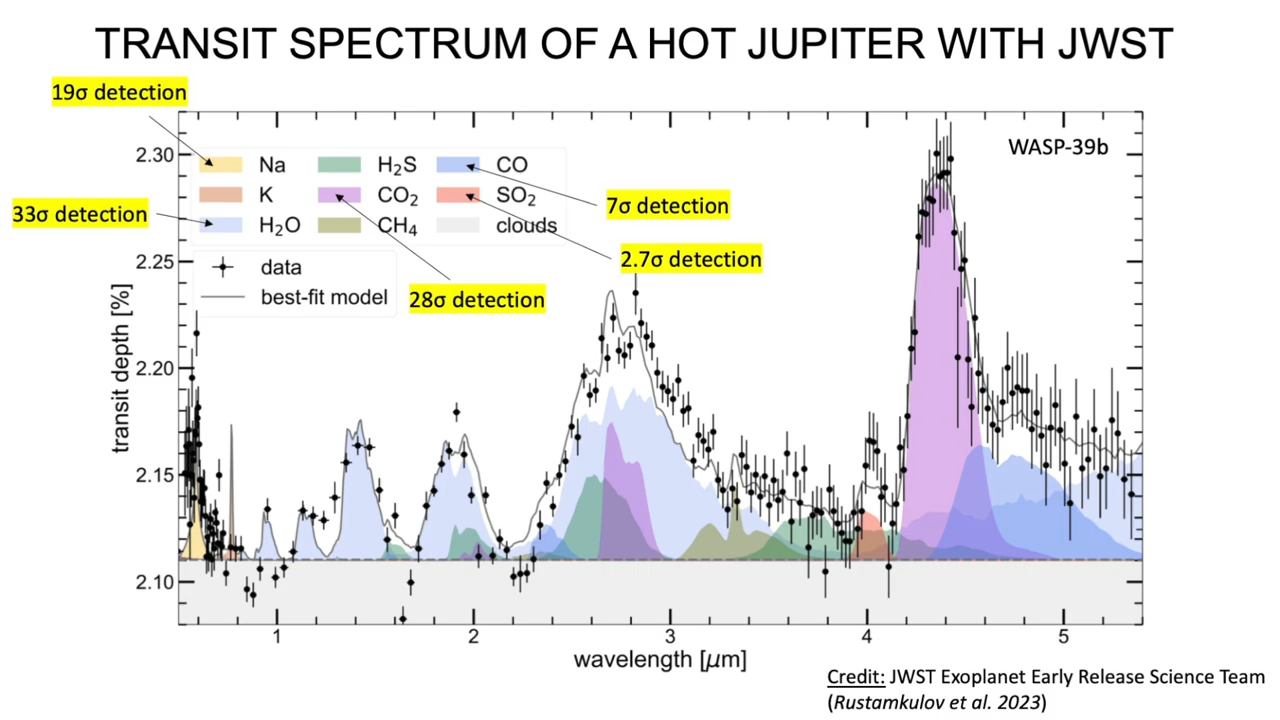 TRANSIT SPECTRUM OF A HOT JUPITER WITH JWST
19σ detection
WASP-39b
Na
H₂S
CO
K
CO₂
SO₂
H₂O
CH₄
clouds
33σ detection
7σ detection
2.7σ detection
28σ detection
data
best-fit model
transit depth [%]
2.30
2.25
2.20
2.15
2.10
1 2 3 4 5
wavelength [μm]
Credit: JWST Exoplanet Early Release Science Team
(Rustamkulov et al. 2023)